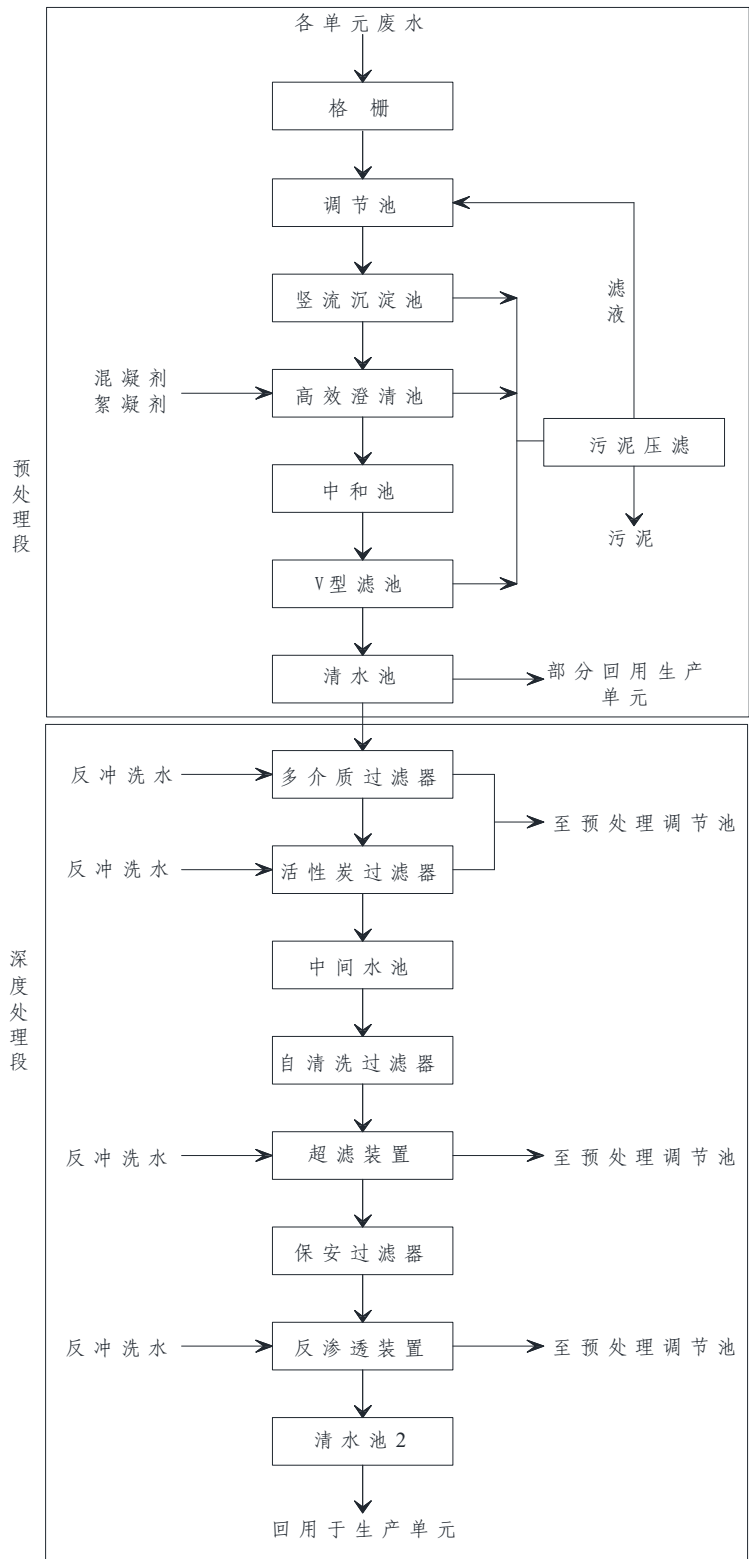 各单元废水
格栅
调节池
竖流沉淀池
滤
液
混凝剂
絮凝剂
高效澄清池
污泥压滤
预
处
理
段
中和池
污泥
V型滤池
清水池
部分回用生产
单元
反冲洗水
多介质过滤器
至预处理调节池
反冲洗水
活性炭过滤器
中间水池
深
度
处
理
段
自清洗过滤器
反冲洗水
超滤装置
至预处理调节池
保安过滤器
反冲洗水
反渗透装置
至预处理调节池
清水池2
回用于生产单元